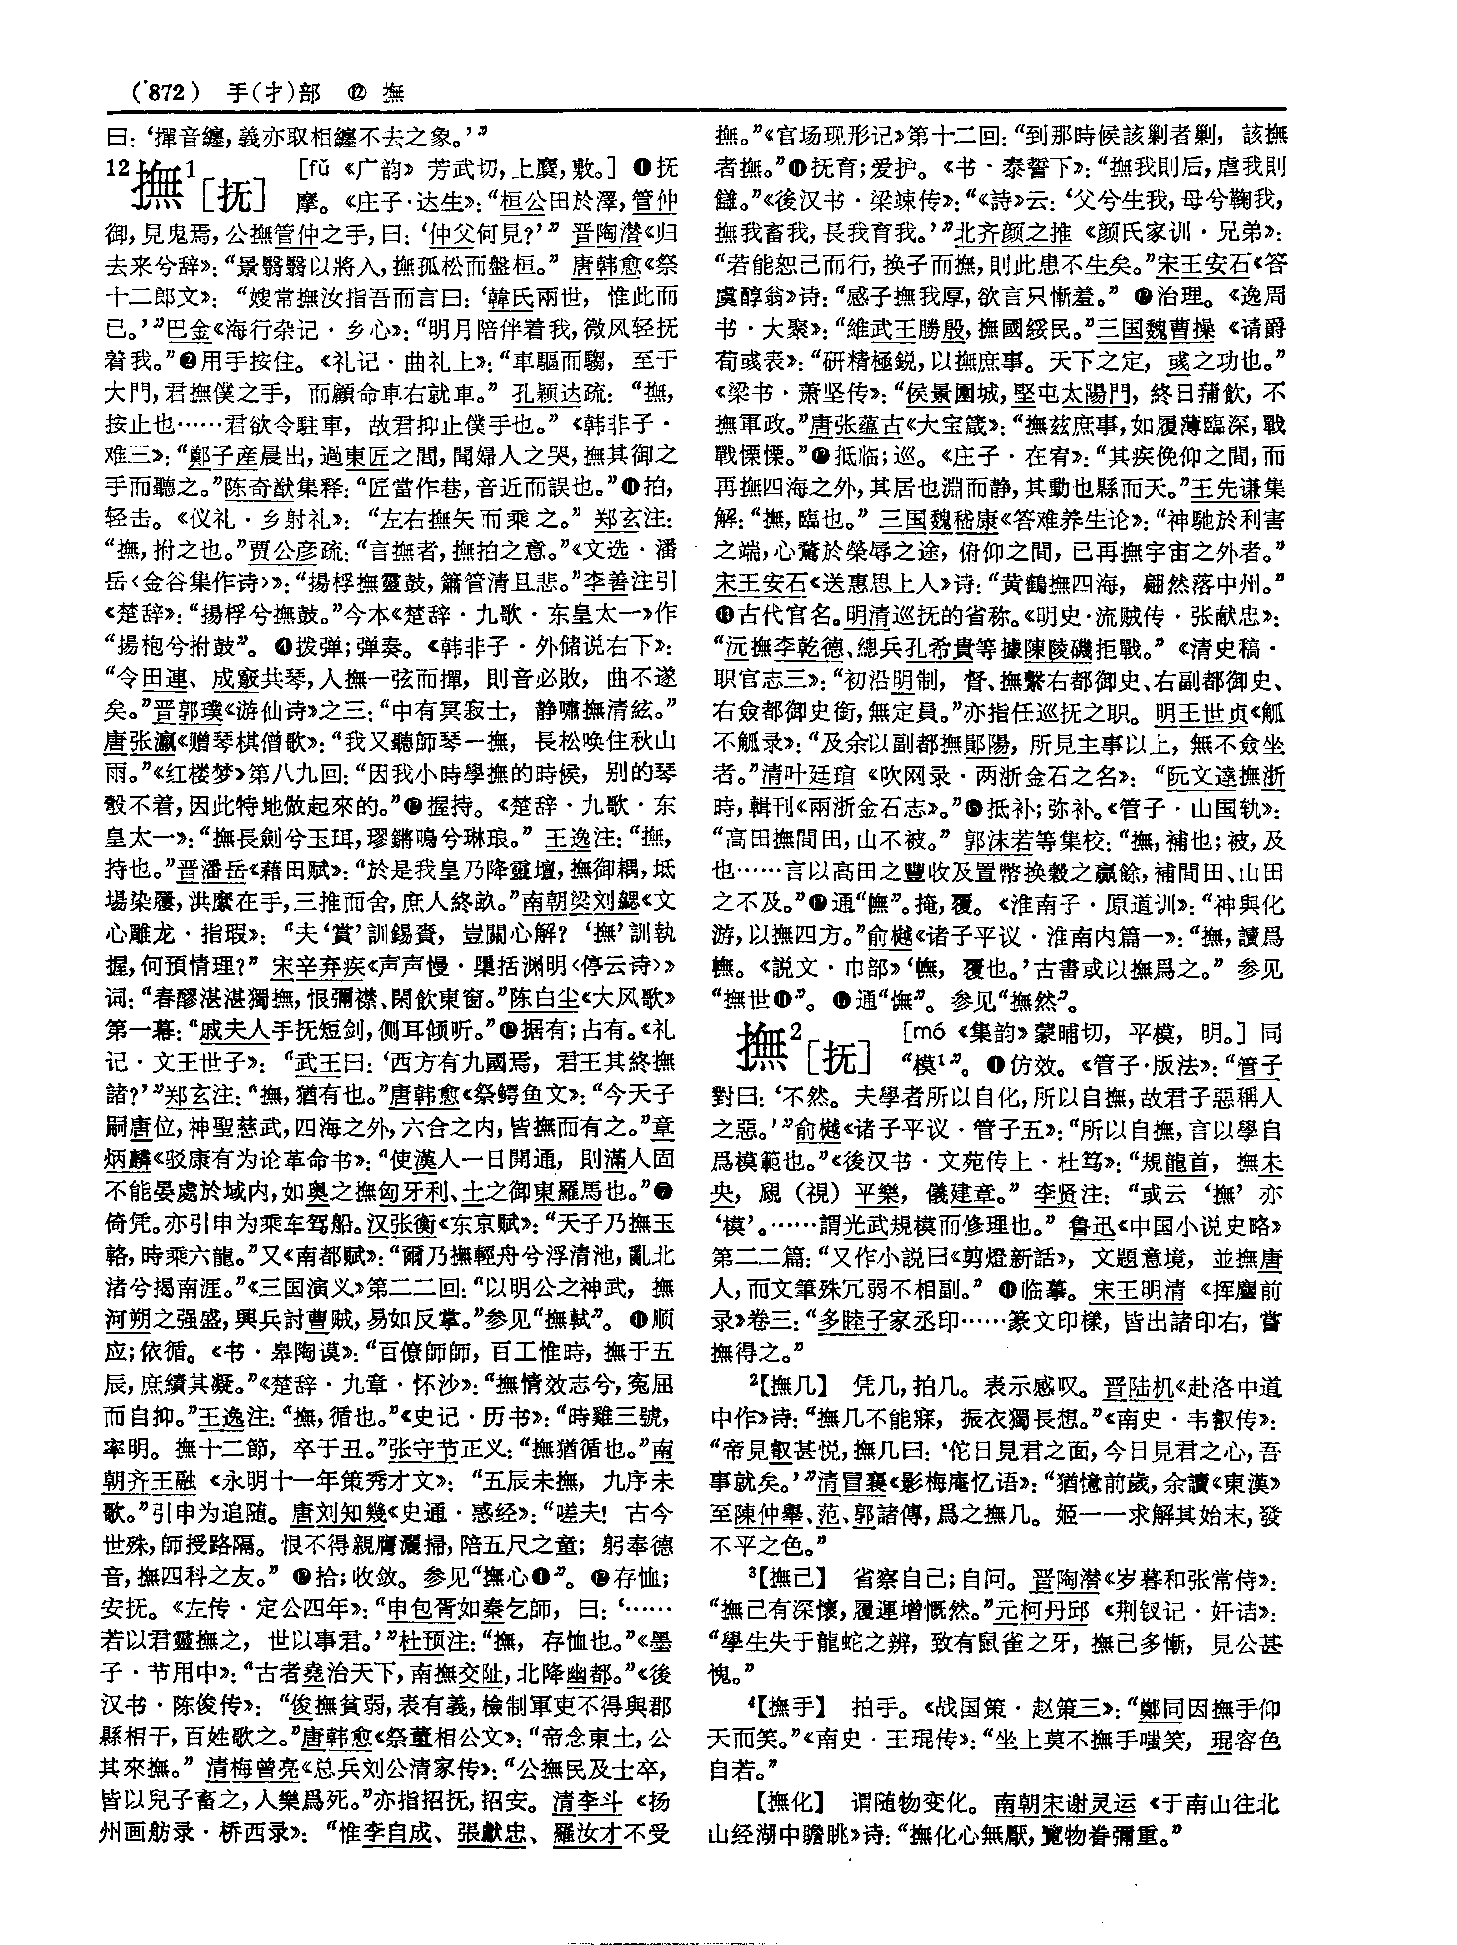 (872) 手(扌)部 ⑫ 撫
曰：‘撣音纏，義亦取相纏不去之象。’”
12撫1［抚］ [fǔ 《广韵》芳武切，上麌，敷。] ❶抚
摩。《庄子·达生》：“桓公田於澤，管仲
御，見鬼焉，公撫管仲之手，曰：‘仲父何見？’” 晋陶潜《归
去来兮辞》：“景翳翳以將入，撫孤松而盤桓。” 唐韩愈《祭
十二郎文》：“嫂常撫汝指吾而言曰：‘韓氏兩世，惟此而
已。’”巴金《海行杂记·乡心》：“明月陪伴着我，微风轻抚
着我。”❷用手按住。《礼记·曲礼上》：“車驅而騶，至于
大門，君撫僕之手，而顧命車右就車。” 孔颖达疏：“撫，
按止也……君欲令駐車，故君抑止僕手也。”《韩非子·
难三》：“鄭子産晨出，過東匠之閭，聞婦人之哭，撫其御之
手而聽之。”陈奇猷集释：“匠當作巷，音近而誤也。”❸拍，
轻击。《仪礼·乡射礼》：“左右撫矢而乘之。” 郑玄注：
“撫，拊之也。”贾公彦疏：“言撫者，撫拍之意。”《文选·潘
岳〈金谷集作诗〉》：“揚桴撫靈鼓，簫管清且悲。”李善注引
《楚辞》：“揚桴兮撫鼓。”今本《楚辞·九歌·东皇太一》作
“揚枹兮拊鼓”。 ❹拨弹；弹奏。《韩非子·外储说右下》：
“令田連、成竅共琴，人撫一弦而揮，則音必敗，曲不遂
矣。”晋郭璞《游仙诗》之三：“中有冥寂士，静嘯撫清絃。”
唐张瀛《赠琴棋僧歌》：“我又聽師琴一撫，長松唤住秋山
雨。”《红楼梦》第八九回：“因我小時學撫的時候，别的琴
彀不着，因此特地做起來的。”❺握持。《楚辞·九歌·东
皇太一》：“撫長劍兮玉珥，璆鏘鳴兮琳琅。” 王逸注：“撫，
持也。”晋潘岳《藉田赋》：“於是我皇乃降靈壇，撫御耦，坻
場染屨，洪縻在手，三推而舍，庶人終畝。”南朝梁刘勰《文
心雕龙·指瑕》：“夫‘賞’訓錫賚，豈關心解？‘撫’訓執
握，何預情理？” 宋辛弃疾《声声慢·檃括渊明〈停云诗〉》
词：“春醪湛湛獨撫，恨彌襟、閑飲東窗。”陈白尘《大风歌》
第一幕：“戚夫人手抚短剑，侧耳倾听。”❻据有；占有。《礼
记·文王世子》：“武王曰：‘西方有九國焉，君王其終撫
諸？’”郑玄注：“撫，猶有也。”唐韩愈《祭鳄鱼文》：“今天子
嗣唐位，神聖慈武，四海之外，六合之内，皆撫而有之。”章
炳麟《驳康有为论革命书》：“使漢人一日開通，則滿人固
不能晏處於域内，如奥之撫匈牙利、土之御東羅馬也。”❼
倚凭。亦引申为乘车驾船。汉张衡《东京赋》：“天子乃撫玉
輅，時乘六龍。”又《南都赋》：“爾乃撫輕舟兮浮清池，亂北
渚兮揭南涯。”《三国演义》第二二回：“以明公之神武，撫
河朔之强盛，興兵討曹賊，易如反掌。”参见“撫軾”。 ❽顺
应；依循。《书·皋陶谟》：“百僚師師，百工惟時，撫于五
辰，庶績其凝。”《楚辞·九章·怀沙》：“撫情效志兮，冤屈
而自抑。”王逸注：“撫，循也。”《史记·历书》：“時雞三號，
率明。撫十二節，卒于丑。”张守节正义：“撫猶循也。”南
朝齐王融《永明十一年策秀才文》：“五辰未撫，九序未
歌。”引申为追随。唐刘知幾《史通·惑经》：“嗟夫！古今
世殊，師授路隔。恨不得親膺灑掃，陪五尺之童；躬奉德
音，撫四科之友。” ❾拾；收敛。参见“撫心❶”。 ❿存恤；
安抚。《左传·定公四年》：“申包胥如秦乞師，曰：‘……
若以君靈撫之，世以事君。’”杜预注：“撫，存恤也。”《墨
子·节用中》：“古者堯治天下，南撫交阯，北降幽都。”《後
汉书·陈俊传》：“俊撫貧弱，表有義，檢制軍吏不得與郡
縣相干，百姓歌之。”唐韩愈《祭董相公文》：“帝念東土，公
其來撫。” 清梅曾亮《总兵刘公清家传》：“公撫民及士卒，
皆以兒子畜之，人樂爲死。”亦指招抚，招安。清李斗《扬
州画舫录·桥西录》：“惟李自成、張獻忠、羅汝才不受
撫。”《官场现形记》第十二回：“到那時候該剿者剿，該撫
者撫。”⓫抚育；爱护。《书·泰誓下》：“撫我則后，虐我則
讎。”《後汉书·梁竦传》：“《詩》云：‘父兮生我，母兮鞠我，
撫我畜我，長我育我。’”北齐颜之推《颜氏家训·兄弟》：
“若能恕己而行，换子而撫，則此患不生矣。”宋王安石《答
虞醇翁》诗：“感子撫我厚，欲言只慚羞。” ⓬治理。《逸周
书·大聚》：“維武王勝殷，撫國綏民。”三国魏曹操《请爵
荀彧表》：“研精極鋭，以撫庶事。天下之定，彧之功也。”
《梁书·萧坚传》：“侯景圍城，堅屯太陽門，終日蒲飲，不
撫軍政。”唐张蕴古《大宝箴》：“撫兹庶事，如履薄臨深，戰
戰慄慄。”⓭抵临；巡。《庄子·在宥》：“其疾俛仰之間，而
再撫四海之外，其居也淵而静，其動也縣而天。”王先谦集
解：“撫，臨也。” 三国魏嵇康《答难养生论》：“神馳於利害
之端，心騖於榮辱之途，俯仰之間，已再撫宇宙之外者。”
宋王安石《送惠思上人》诗：“黄鶴撫四海，翩然落中州。”
⓮古代官名。明清巡抚的省称。《明史·流贼传·张献忠》：
“沅撫李乾德、總兵孔希貴等據陳陵磯拒戰。”《清史稿·
职官志三》：“初沿明制，督、撫繫右都御史、右副都御史、
右僉都御史銜，無定員。”亦指任巡抚之职。明王世贞《觚
不觚录》：“及余以副都撫鄖陽，所見主事以上，無不僉坐
者。”清叶廷琯《吹网录·两浙金石之名》：“阮文達撫浙
時，輯刊《兩浙金石志》。”⓯抵补；弥补。《管子·山国轨》：
“高田撫間田，山不被。” 郭沫若等集校：“撫，補也；被，及
也……言以高田之豐收及置幣换穀之贏餘，補間田、山田
之不及。”⓰通“幠”。掩，覆。《淮南子·原道训》：“神與化
游，以撫四方。”俞樾《诸子平议·淮南内篇一》：“撫，讀爲
幠。《説文·巾部》‘幠，覆也。’古書或以撫爲之。” 参见
“撫世❶”。 ⓱通“憮”。参见“撫然”。
撫2［抚］ [mó 《集韵》蒙晡切，平模，明。] 同
“模1”。 ❶仿效。《管子·版法》：“管子
對曰：‘不然。夫學者所以自化，所以自撫，故君子惡稱人
之惡。’”俞樾《诸子平议·管子五》：“所以自撫，言以學自
爲模範也。”《後汉书·文苑传上·杜笃》：“規龍首，撫未
央，覛（視）平樂，儀建章。” 李贤注：“或云‘撫’亦
‘模’。……謂光武規模而修理也。” 鲁迅《中国小说史略》
第二二篇：“又作小説曰《剪燈新話》，文題意境，並撫唐
人，而文筆殊冗弱不相副。” ❷临摹。宋王明清《挥麈前
录》卷三：“多睦子家丞印……篆文印樣，皆出諸印右，嘗
撫得之。”
2【撫几】 凭几，拍几。表示感叹。晋陆机《赴洛中道
中作》诗：“撫几不能寐，振衣獨長想。”《南史·韦叡传》：
“帝見叡甚悦，撫几曰：‘佗日見君之面，今日見君之心，吾
事就矣。’”清冒襄《影梅庵忆语》：“猶憶前歲，余讀《東漢》
至陳仲舉、范、郭諸傳，爲之撫几。姬一一求解其始末，發
不平之色。”
3【撫己】 省察自己；自问。晋陶潜《岁暮和张常侍》：
“撫己有深懷，履運增慨然。”元柯丹邱《荆钗记·奸诘》：
“學生失于龍蛇之辨，致有鼠雀之牙，撫己多慚，見公甚
愧。”
4【撫手】 拍手。《战国策·赵策三》：“鄭同因撫手仰
天而笑。”《南史·王琨传》：“坐上莫不撫手嗤笑，琨容色
自若。”
【撫化】 谓随物变化。南朝宋谢灵运《于南山往北
山经湖中瞻眺》诗：“撫化心無厭，覽物眷彌重。”